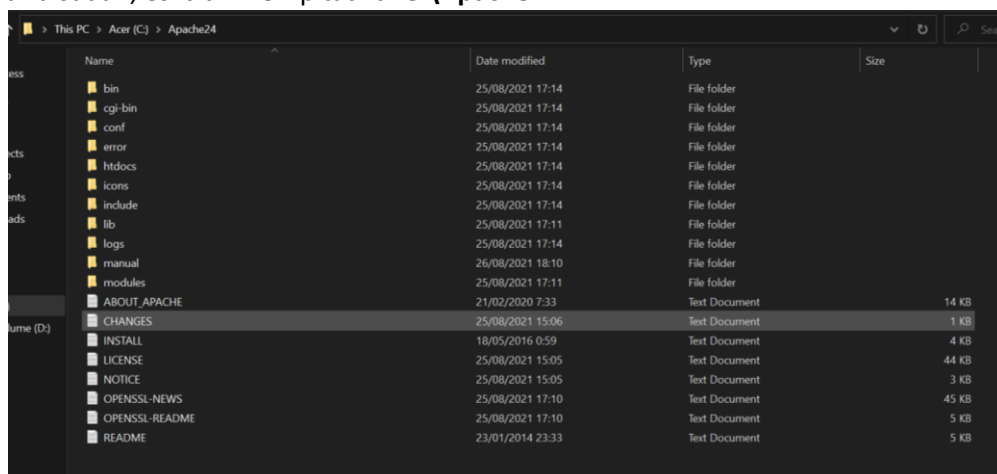 This PC > Acer (C:) > Apache24
Name Date modified Type Size
bin 25/08/2021 17:14 File folder
cgi-bin 25/08/2021 17:14 File folder
conf 25/08/2021 17:14 File folder
error 25/08/2021 17:14 File folder
htdocs 25/08/2021 17:14 File folder
icons 25/08/2021 17:14 File folder
include 25/08/2021 17:14 File folder
lib 25/08/2021 17:11 File folder
logs 25/08/2021 17:14 File folder
manual 26/08/2021 18:10 File folder
modules 25/08/2021 17:11 File folder
ABOUT_APACHE 21/02/2020 7:33 Text Document 14 KB
CHANGES 25/08/2021 15:06 Text Document 1 KB
INSTALL 18/05/2016 0:59 Text Document 4 KB
LICENSE 25/08/2021 15:05 Text Document 44 KB
NOTICE 25/08/2021 15:05 Text Document 3 KB
OPENSSL-NEWS 25/08/2021 17:10 Text Document 45 KB
OPENSSL-README 25/08/2021 17:10 Text Document 5 KB
README 23/01/2014 23:33 Text Document 5 KB